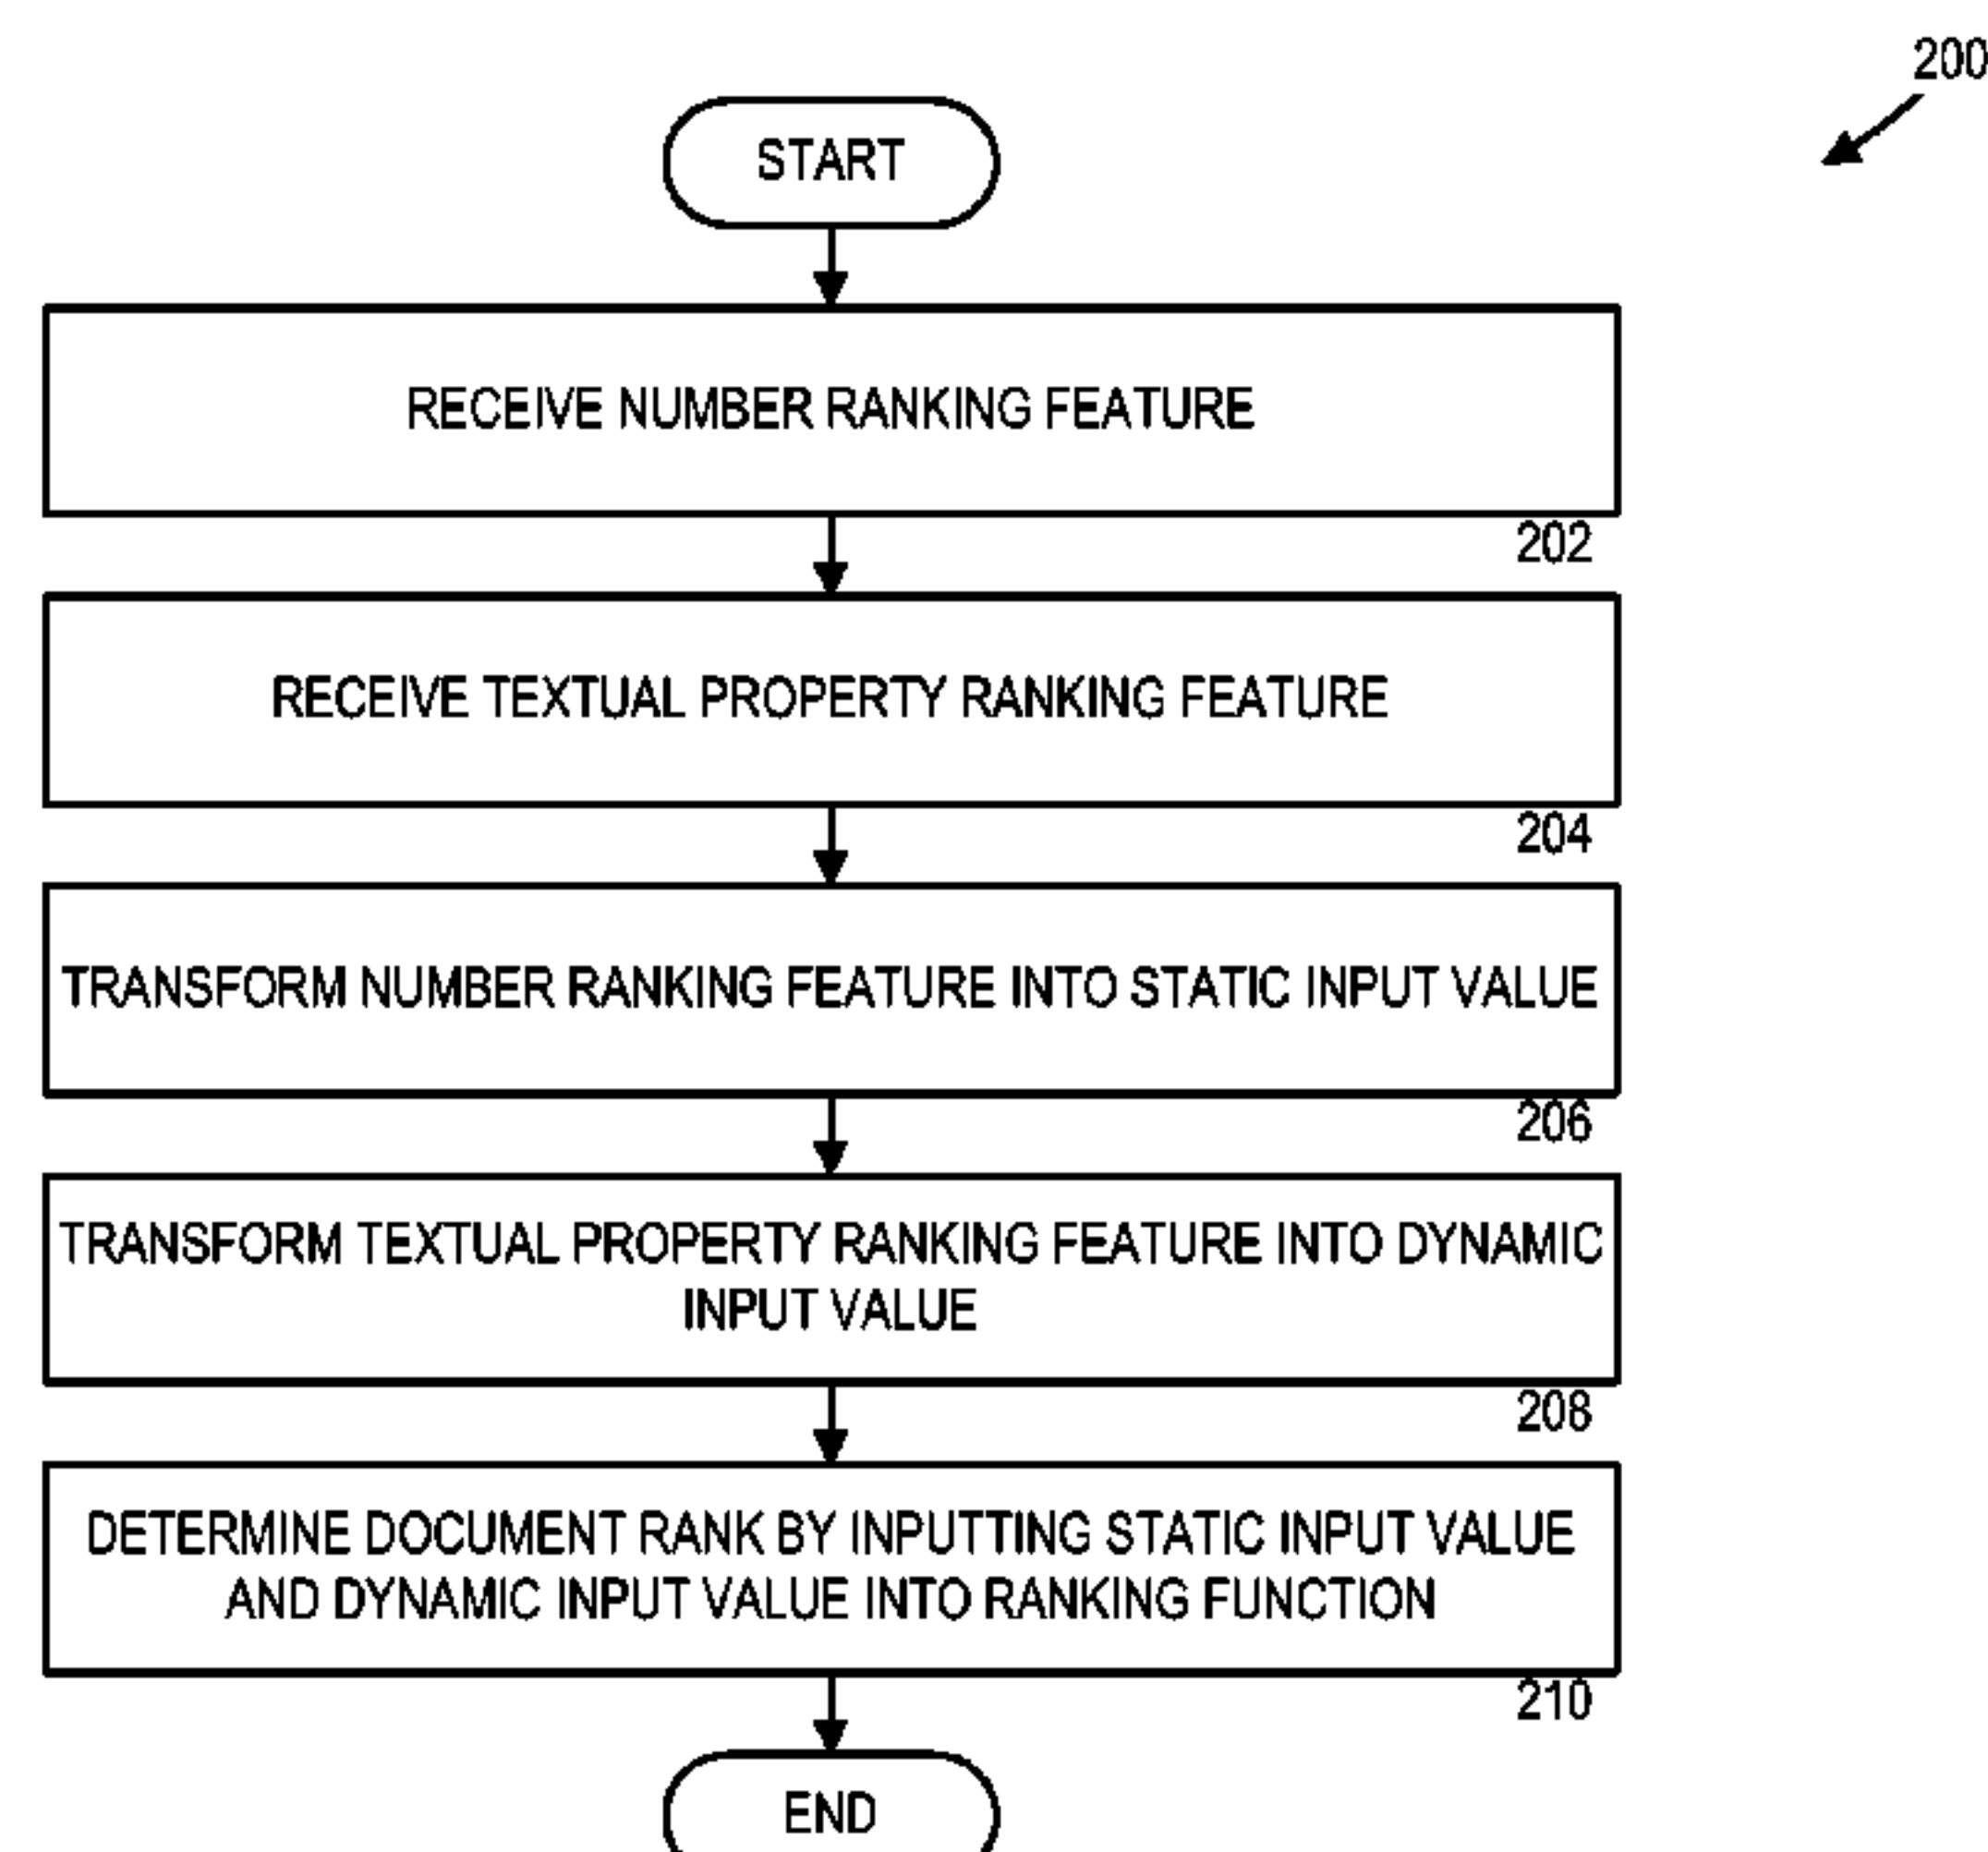 200
START
RECEIVE NUMBER RANKING FEATURE
202
RECEIVE TEXTUAL PROPERTY RANKING FEATURE
204
TRANSFORM NUMBER RANKING FEATURE INTO STATIC INPUT VALUE
206
TRANSFORM TEXTUAL PROPERTY RANKING FEATURE INTO DYNAMIC
INPUT VALUE
208
DETERMINE DOCUMENT RANK BY INPUTTING STATIC INPUT VALUE
AND DYNAMIC INPUT VALUE INTO RANKING FUNCTION
210
END